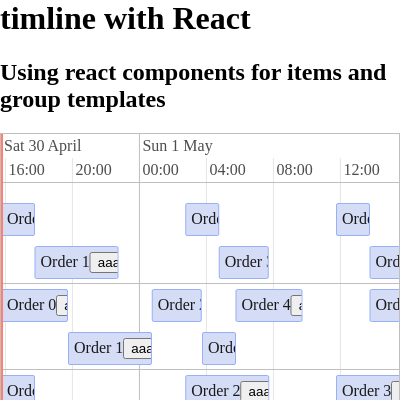 timline with React
Using react components for items and
group templates
Sat 30 April Sun 1 May
16:00 20:00 00:00 04:00 08:00 12:00
Order 1 aaa Order
Order 0 Order Order 4
Order 1 aaa
Order 2 aaa Order 3